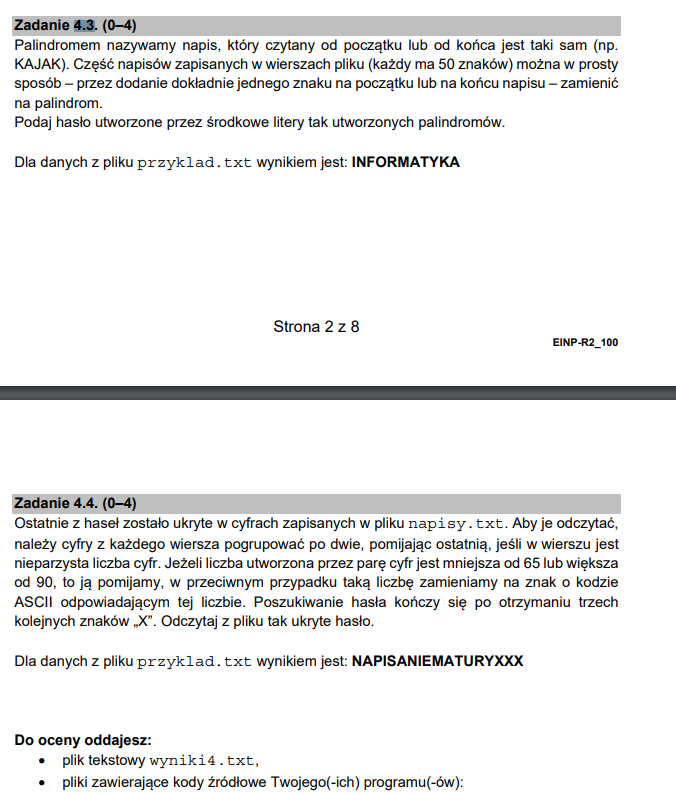 Zadanie 4.3. (0–4)
Palindromem nazywamy napis, który czytany od początku lub od końca jest taki sam (np.
KAJAK). Część napisów zapisanych w wierszach pliku (każdy ma 50 znaków) można w prosty
sposób – przez dodanie dokładnie jednego znaku na początku lub na końcu napisu – zamienić
na palindrom.
Podaj hasło utworzone przez środkowe litery tak utworzonych palindromów.
Dla danych z pliku przyklad.txt wynikiem jest: INFORMATYKA
Strona 2 z 8
EINP-R2_100
Zadanie 4.4. (0–4)
Ostatnie z haseł zostało ukryte w cyfrach zapisanych w pliku napisy.txt. Aby je odczytać,
należy cyfry z każdego wiersza pogrupować po dwie, pomijając ostatnią, jeśli w wierszu jest
nieparzysta liczba cyfr. Jeżeli liczba utworzona przez parę cyfr jest mniejsza od 65 lub większa
od 90, to ją pomijamy, w przeciwnym przypadku taką liczbę zamieniamy na znak o kodzie
ASCII odpowiadającym tej liczbie. Poszukiwanie hasła kończy się po otrzymaniu trzech
kolejnych znaków „X”. Odczytaj z pliku tak ukryte hasło.
Dla danych z pliku przyklad.txt wynikiem jest: NAPISANIEMATURYXXX
Do oceny oddajesz:
• plik tekstowy wyniki4.txt,
• pliki zawierające kody źródłowe Twojego(-ich) programu(-ów):